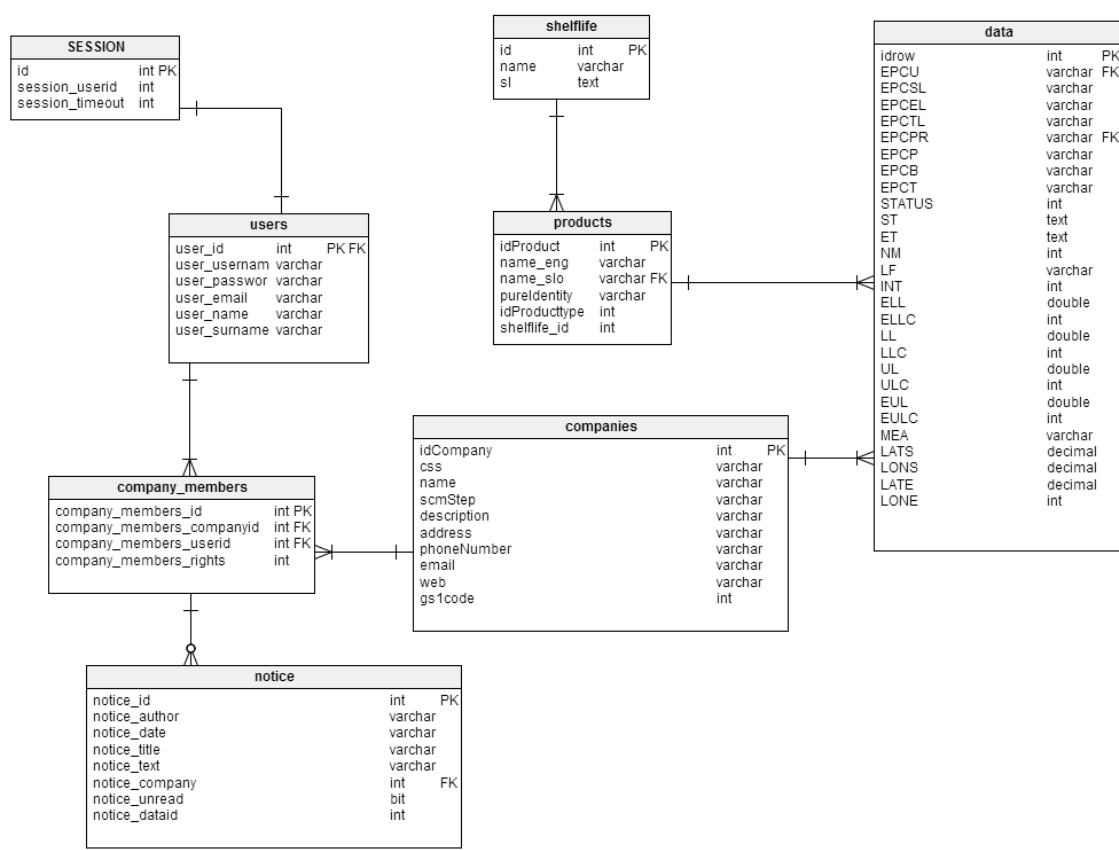 SESSION
id int PK
session_userid int
session_timeout int
shelflife
id int PK
name varchar
sl text
data
idrow int PK
EPCU varchar FK
EPCSL varchar
EPCEL varchar
EPCTL varchar
EPCPR varchar FK
EPCP varchar
EPCB varchar
EPCT varchar
STATUS int
ST text
ET text
NM int
LF varchar
INT int
ELL double
ELLC int
LL double
LLC int
UL double
ULC int
EUL double
EULC int
MEA varchar
LATS decimal
LONS decimal
LATE decimal
LONE int
users
user_id int PK FK
user_usernam varchar
user_passwor varchar
user_email varchar
user_name varchar
user_surname varchar
products
idProduct int PK
name_eng varchar
name_slo varchar FK
pureIdentity varchar
idProducttype int
shelflife_id int
companies
idCompany int PK
css varchar
name varchar
scmStep varchar
description varchar
address varchar
phoneNumber varchar
email varchar
web varchar
gs1code int
company_members
company_members_id int PK
company_members_companyid int FK
company_members_userid int FK
company_members_rights int
notice
notice_id int PK
notice_author varchar
notice_date varchar
notice_title varchar
notice_text varchar
notice_company int FK
notice_unread bit
notice_dataid int